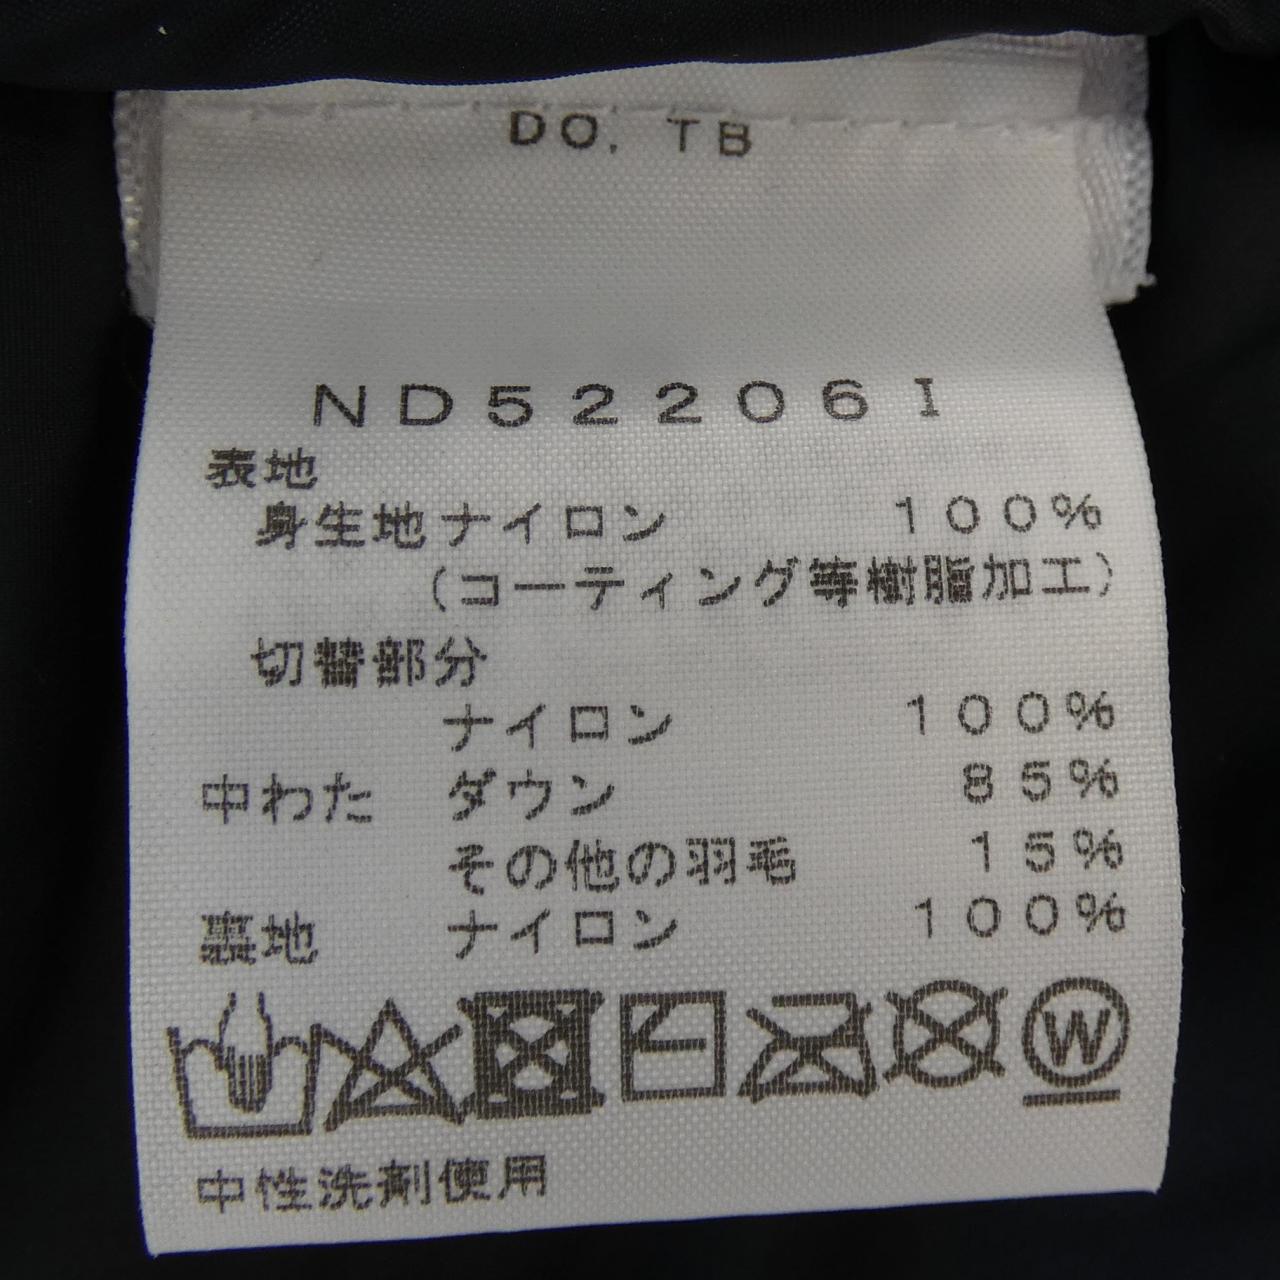 DO, TB
ND52206I
表地
身生地ナイロン 100%
(コーティング等樹脂加工)
切替部分
ナイロン 100%
中わた ダウン 85%
その他の羽毛 15%
裏地 ナイロン 100%
W
中性洗剤使用